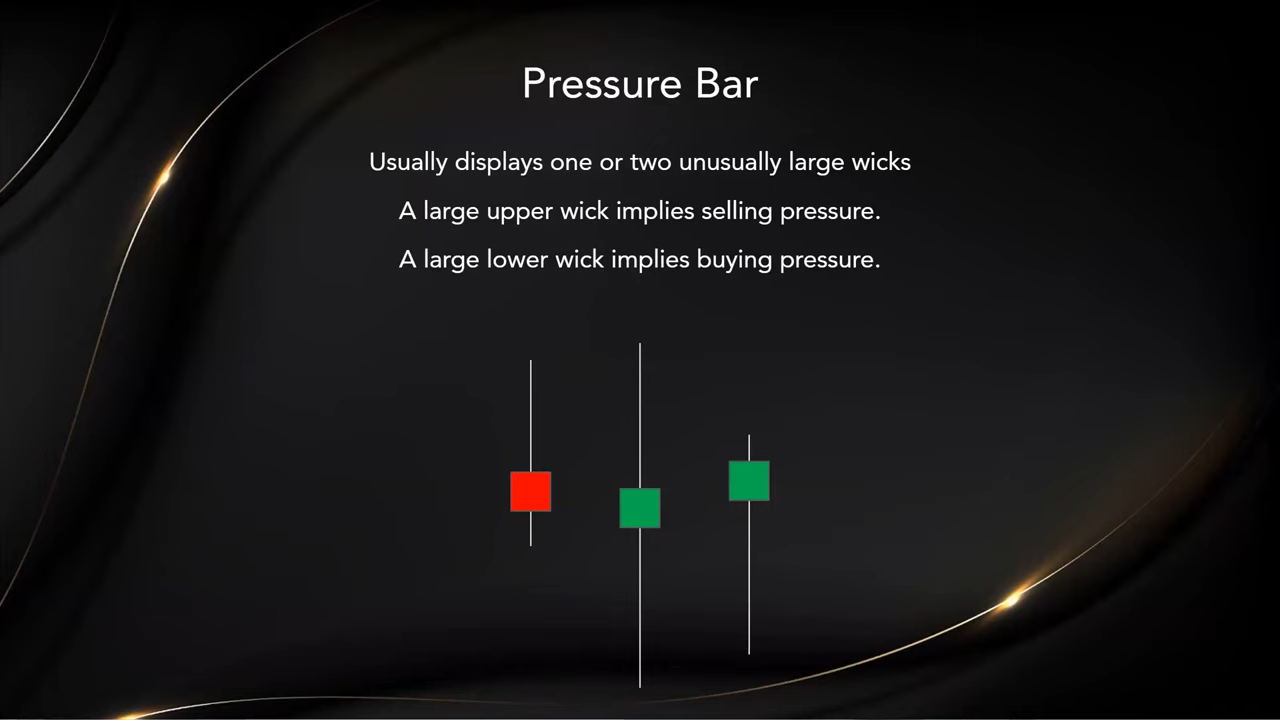 Pressure Bar
Usually displays one or two unusually large wicks
A large upper wick implies selling pressure.
A large lower wick implies buying pressure.